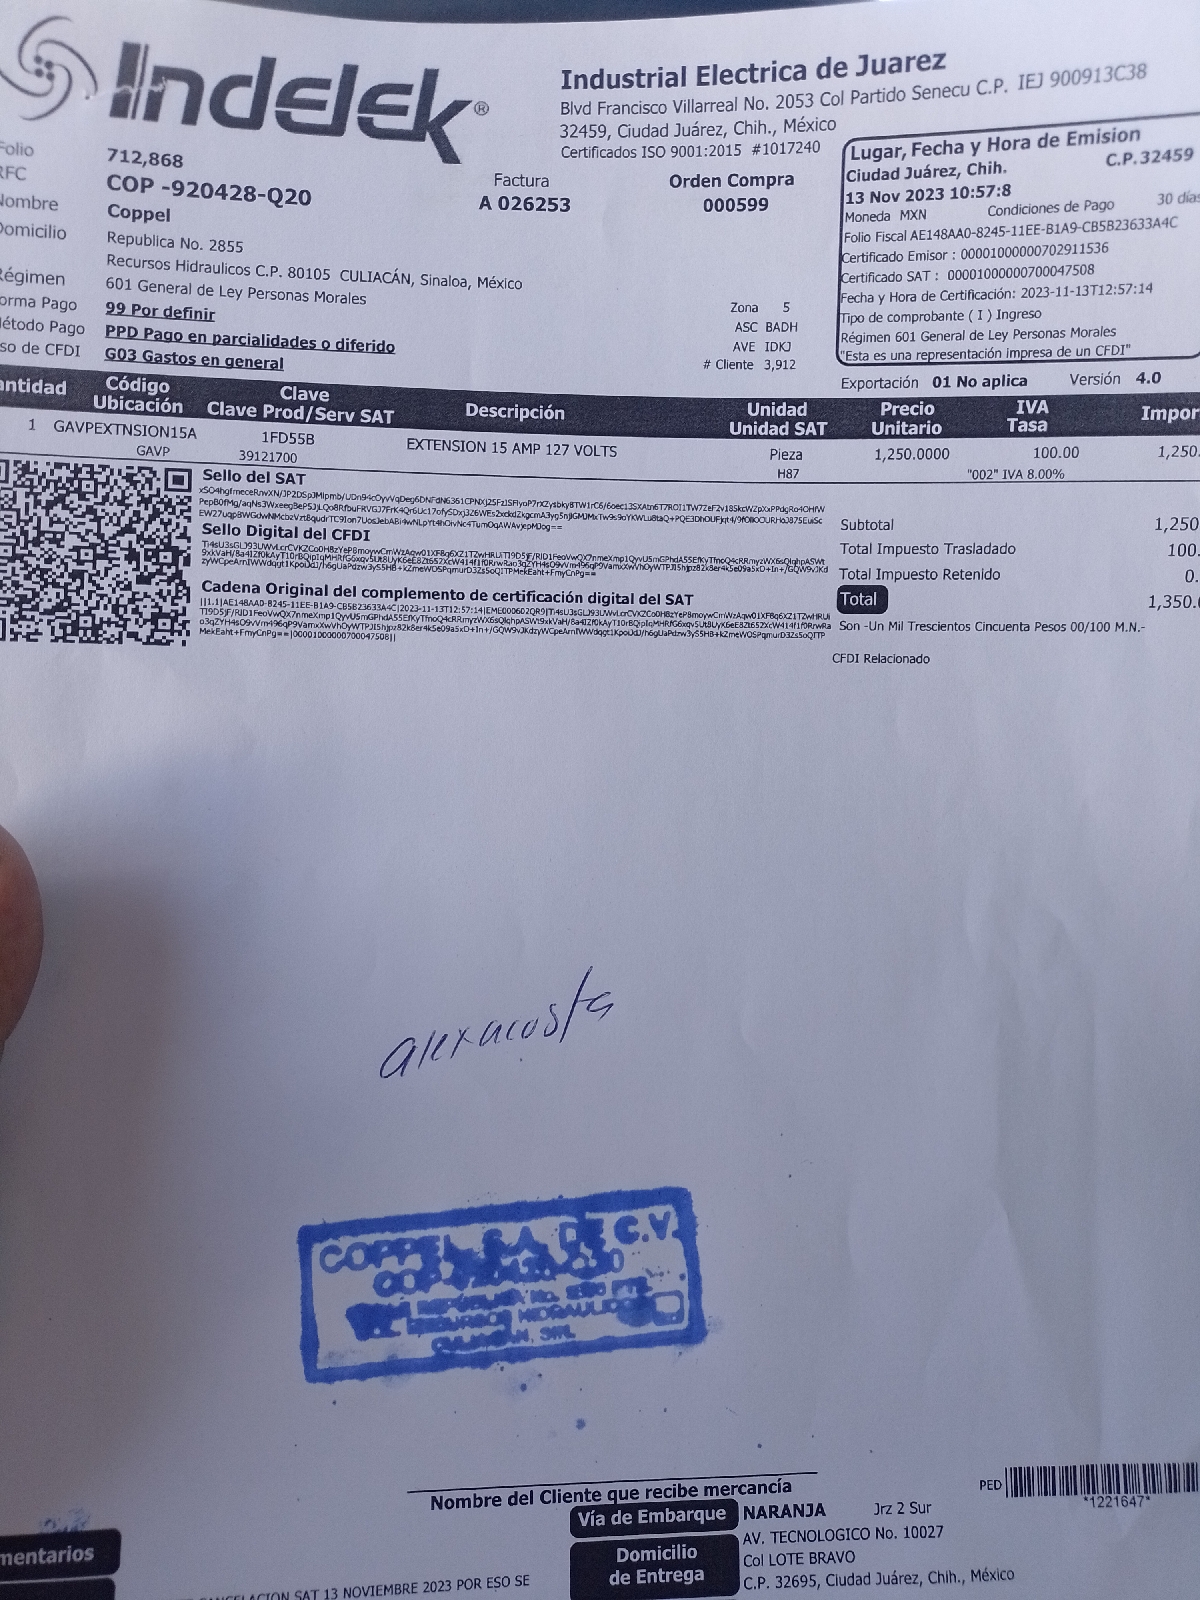 Indelek®
Industrial Electrica de Juarez
Blvd Francisco Villarreal No. 2053 Col Partido Senecu C.P. IEJ 900913C38
32459, Ciudad Juárez, Chih., México
Certificados ISO 9001:2015 #1017240
Lugar, Fecha y Hora de Emision
Ciudad Juárez, Chih. C.P. 32459
13 Nov 2023 10:57:8
Moneda MXN Condiciones de Pago 30 días
Folio Fiscal AE148AA0-8245-11EE-B1A9-CB5B23633A4C
Certificado Emisor : 00001000000702911536
Certificado SAT : 00001000000700047508
Fecha y Hora de Certificación: 2023-11-13T12:57:14
Tipo de comprobante ( I ) Ingreso
Régimen 601 General de Ley Personas Morales
"Esta es una representación impresa de un CFDI"
Exportación 01 No aplica Versión 4.0
Folio 712,868
RFC COP -920428-Q20
Nombre Coppel
Domicilio Republica No. 2855
Recursos Hidraulicos C.P. 80105 CULIACÁN, Sinaloa, México
Régimen 601 General de Ley Personas Morales
orma Pago 99 Por definir
étodo Pago PPD Pago en parcialidades o diferido
so de CFDI G03 Gastos en general
Factura
A 026253
Orden Compra
000599
Zona 5
ASC BADH
AVE IDKJ
# Cliente 3,912
antidad Código Ubicación Clave Clave Prod/Serv SAT Descripción Unidad Unidad SAT Precio Unitario IVA Tasa Impor
1 GAVPEXTNSION15A 1FD55B EXTENSION 15 AMP 127 VOLTS Pieza 1,250.0000 100.00 1,250.
GAVP 39121700 H87 "002" IVA 8.00%
Sello del SAT
Sello Digital del CFDI
Cadena Original del complemento de certificación digital del SAT
Subtotal 1,250
Total Impuesto Trasladado 100.
Total Impuesto Retenido 0.
Total 1,350.
Son -Un Mil Trescientos Cincuenta Pesos 00/100 M.N.-
CFDI Relacionado
alexacosta
COPPEL, S.A. DE C.V.
Nombre del Cliente que recibe mercancía
PED
*1221647*
Vía de Embarque NARANJA Jrz 2 Sur
Domicilio de Entrega
AV. TECNOLOGICO No. 10027
Col LOTE BRAVO
C.P. 32695, Ciudad Juárez, Chih., México
mentarios
CANCELACION SAT 13 NOVIEMBRE 2023 POR ESO SE